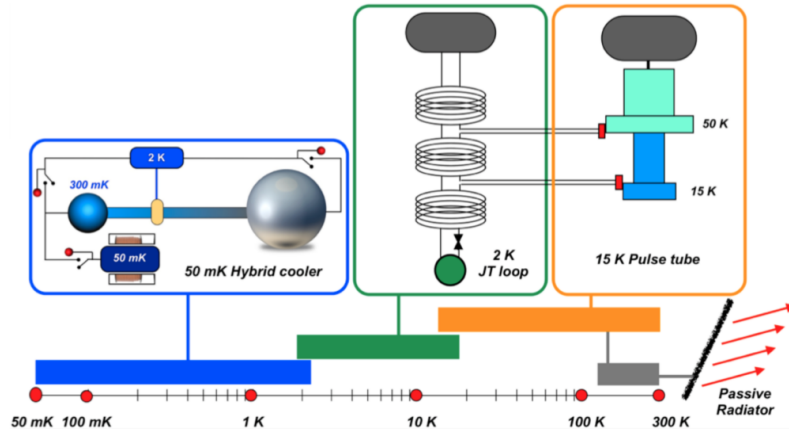 50 K
2 K
300 mK
15 K
50 mK
2 K
JT loop
15 K Pulse tube
50 mK Hybrid cooler
Passive
Radiator
50 mK
100 mK
1 K
10 K
100 K
300 K